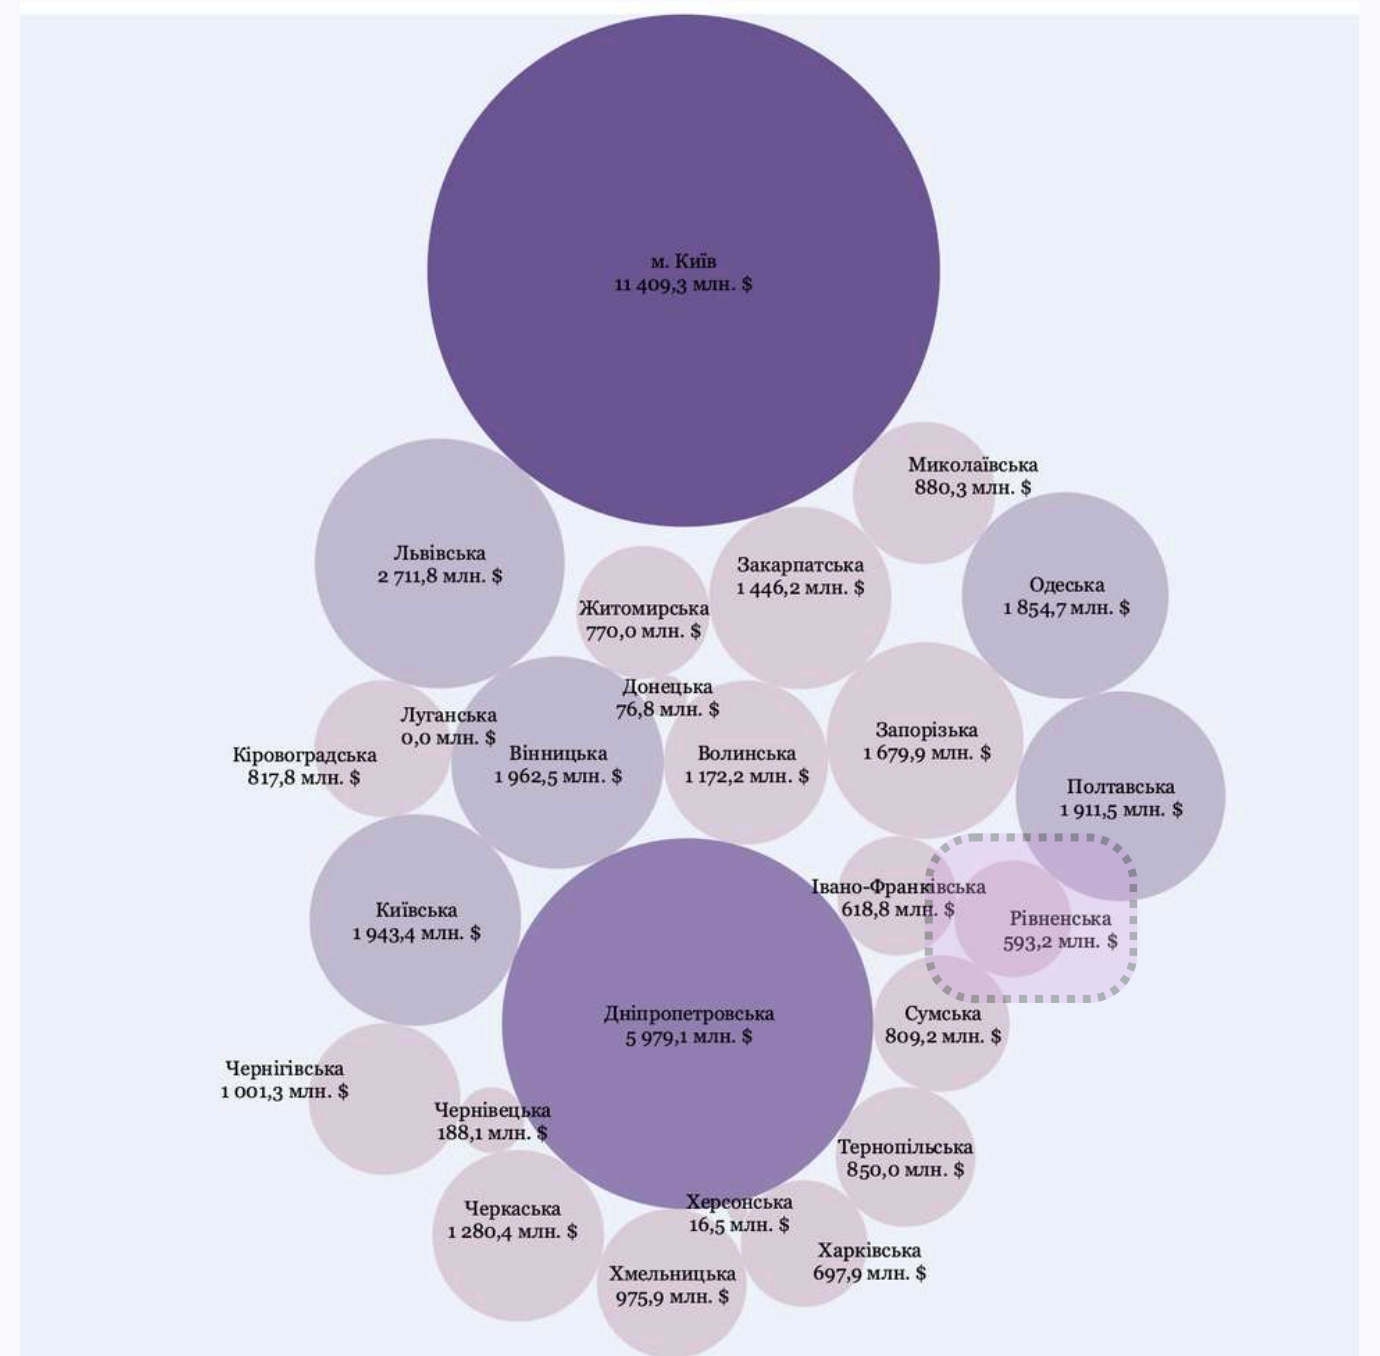 м. Київ
11 409,3 млн. $
Миколаївська
880,3 млн. $
Львівська
2 711,8 млн. $
Закарпатська
1 446,2 млн. $
Одеська
1 854,7 млн. $
Житомирська
770,0 млн. $
Донецька
76,8 млн. $
Луганська
0,0 млн. $
Кіровоградська
817,8 млн. $
Вінницька
1 962,5 млн. $
Волинська
1 172,2 млн. $
Запорізька
1 679,9 млн. $
Полтавська
1 911,5 млн. $
Івано-Франківська
618,8 млн. $
Рівненська
593,2 млн. $
Київська
1 943,4 млн. $
Дніпропетровська
5 979,1 млн. $
Сумська
809,2 млн. $
Чернігівська
1 001,3 млн. $
Чернівецька
188,1 млн. $
Тернопільська
850,0 млн. $
Черкаська
1 280,4 млн. $
Херсонська
16,5 млн. $
Харківська
697,9 млн. $
Хмельницька
975,9 млн. $